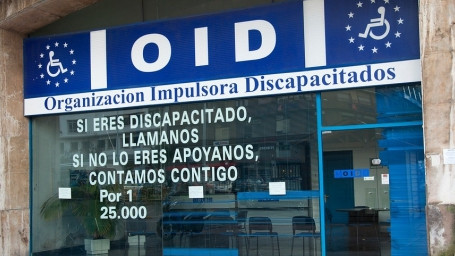 OID
Organizacion Impulsora Discapacitados
SI ERES DISCAPACITADO,
LLAMANOS
SI NO LO ERES APOYANOS,
CONTAMOS CONTIGO
Por 1
25.000
OID